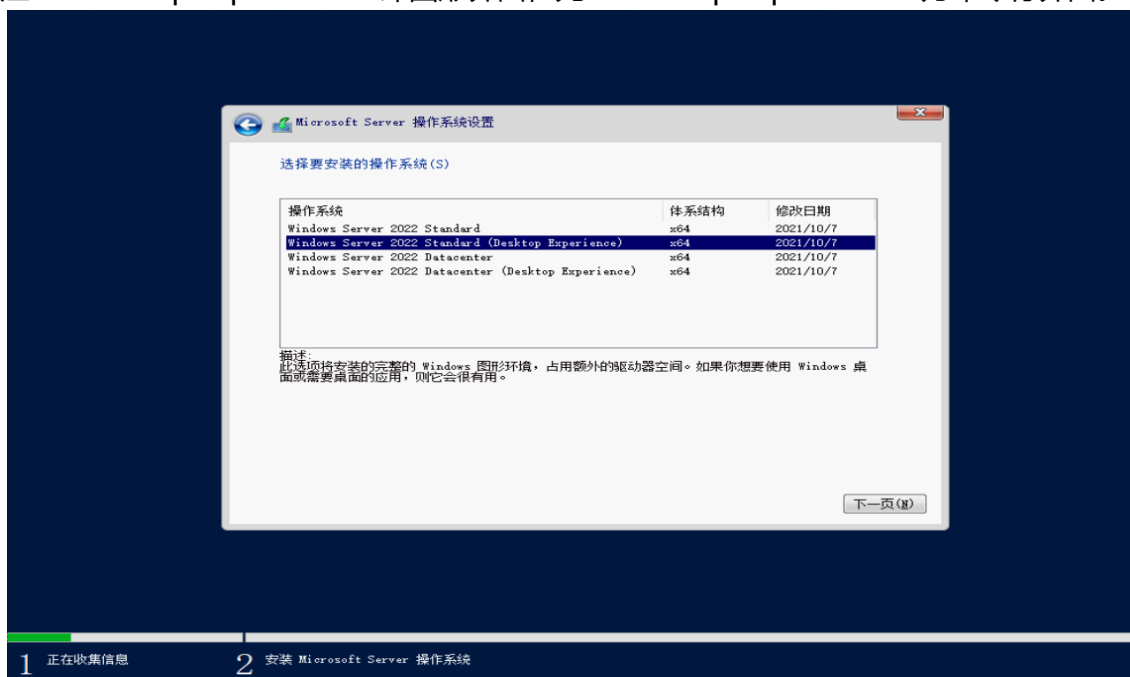 Microsoft Server 操作系统设置
选择要安装的操作系统(S)
操作系统 体系结构 修改日期
Windows Server 2022 Standard x64 2021/10/7
Windows Server 2022 Standard (Desktop Experience) x64 2021/10/7
Windows Server 2022 Datacenter x64 2021/10/7
Windows Server 2022 Datacenter (Desktop Experience) x64 2021/10/7
描述:
此选项将安装的完整的 Windows 图形环境，占用额外的驱动器空间。如果你想要使用 Windows 桌
面或需要桌面的应用，则它会很有用。
下一页(N)
1 正在收集信息 2 安装 Microsoft Server 操作系统